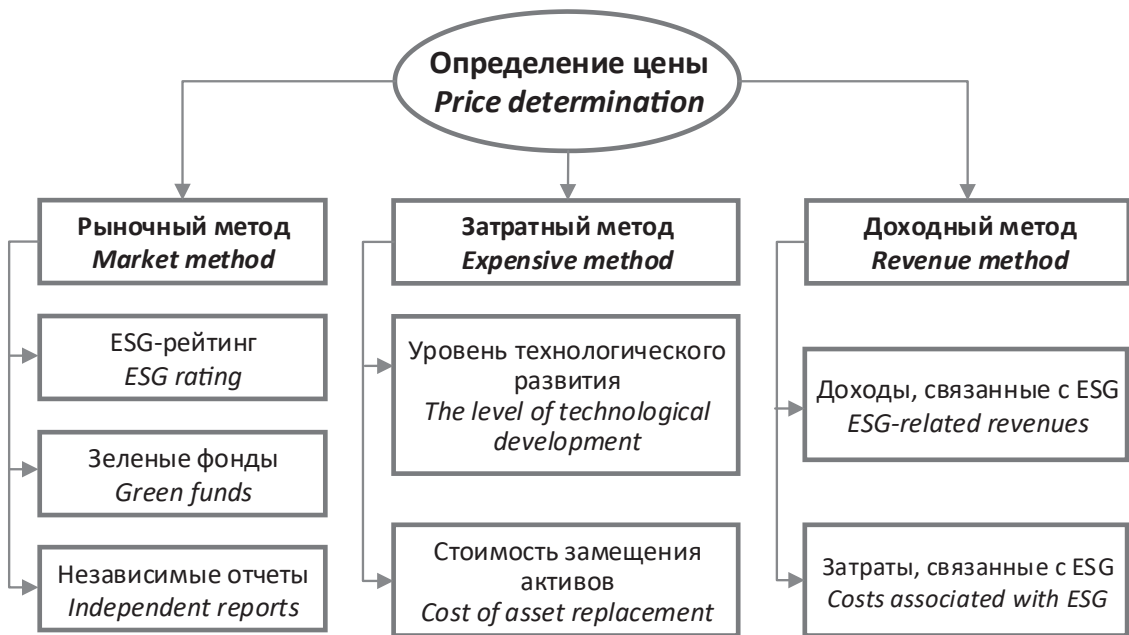 Определение цены
Price determination
Рыночный метод
Market method
ESG-рейтинг
ESG rating
Зеленые фонды
Green funds
Независимые отчеты
Independent reports
Затратный метод
Expensive method
Уровень технологического
развития
The level of technological
development
Стоимость замещения
активов
Cost of asset replacement
Доходный метод
Revenue method
Доходы, связанные с ESG
ESG-related revenues
Затраты, связанные с ESG
Costs associated with ESG